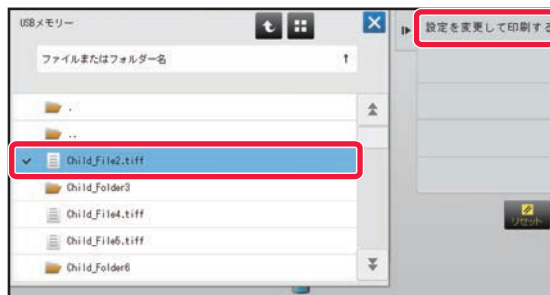 USBメモリー
設定を変更して印刷する
ファイルまたはフォルダー名 ↑
.
..
✓ Child_File2.tiff
Child_Folder3
Child_File4.tiff
Child_File5.tiff
Child_Folder6
リセット